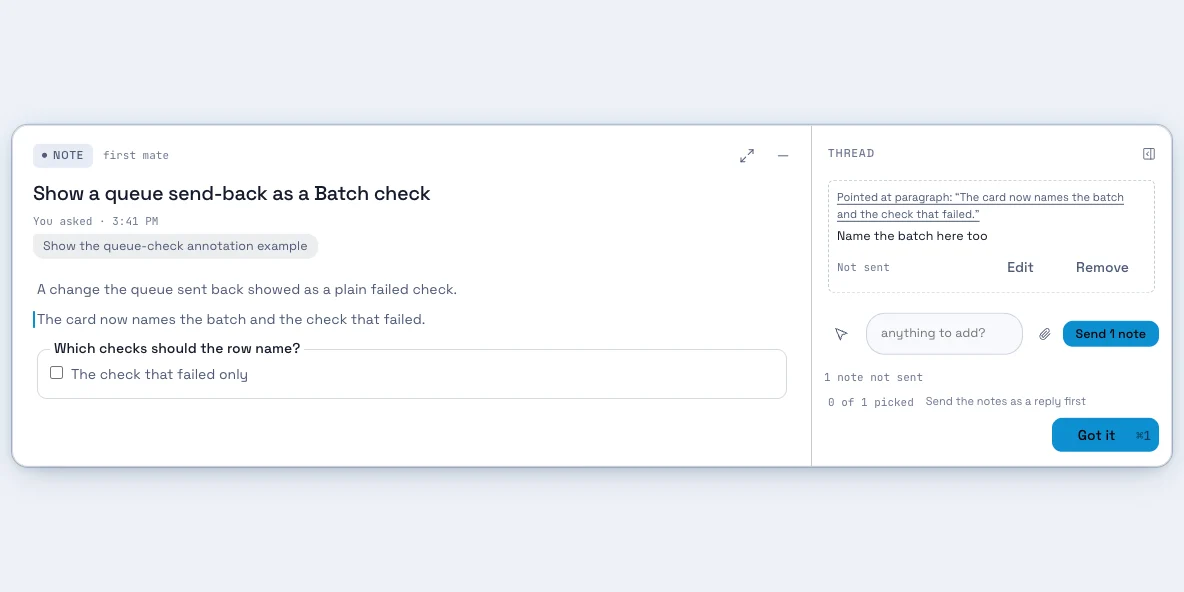 NOTE first mate
Show a queue send-back as a Batch check
You asked · 3:41 PM
Show the queue-check annotation example
A change the queue sent back showed as a plain failed check.
The card now names the batch and the check that failed.
Which checks should the row name?
The check that failed only
THREAD
Pointed at paragraph: “The card now names the batch
and the check that failed.”
Name the batch here too
Not sent Edit Remove
anything to add? Send 1 note
1 note not sent
0 of 1 picked Send the notes as a reply first
Got it ⌘1